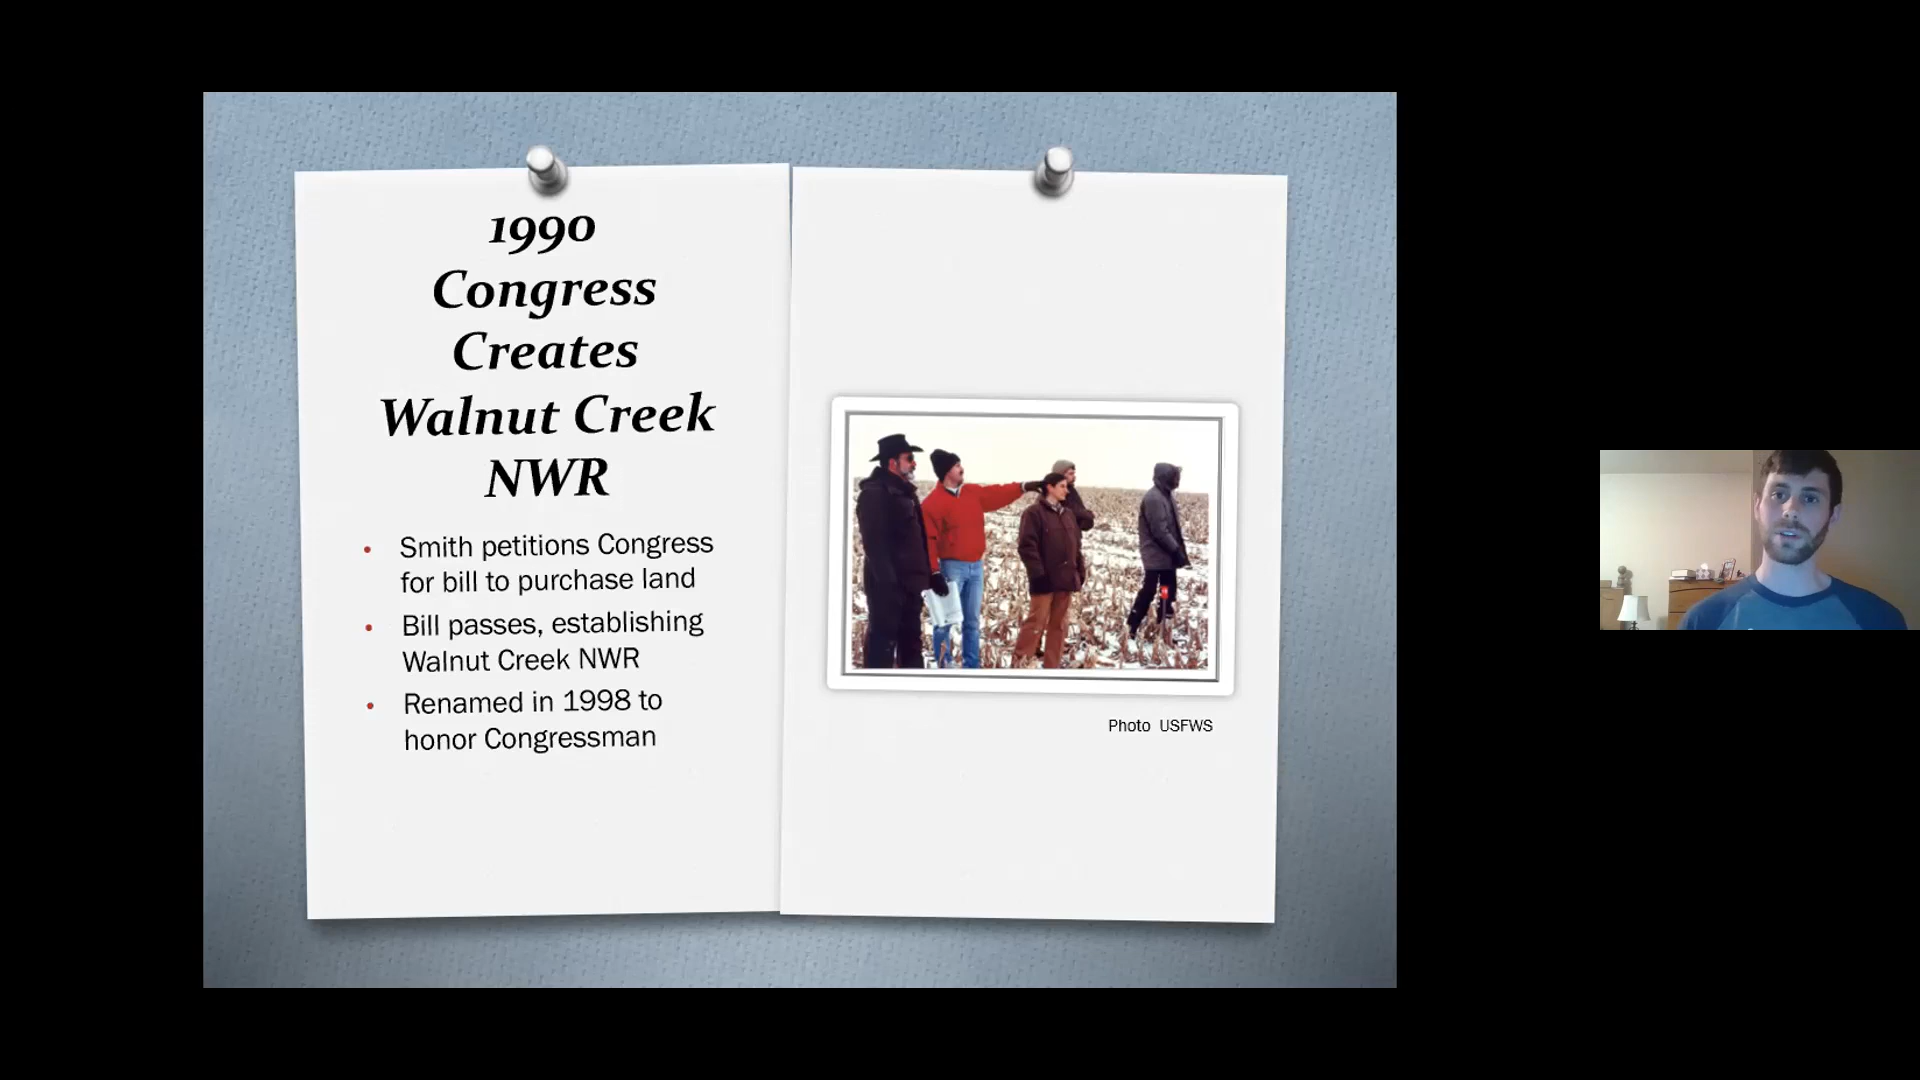 1990
Congress
Creates
Walnut Creek
NWR
• Smith petitions Congress
for bill to purchase land
• Bill passes, establishing
Walnut Creek NWR
• Renamed in 1998 to
honor Congressman
Photo USFWS